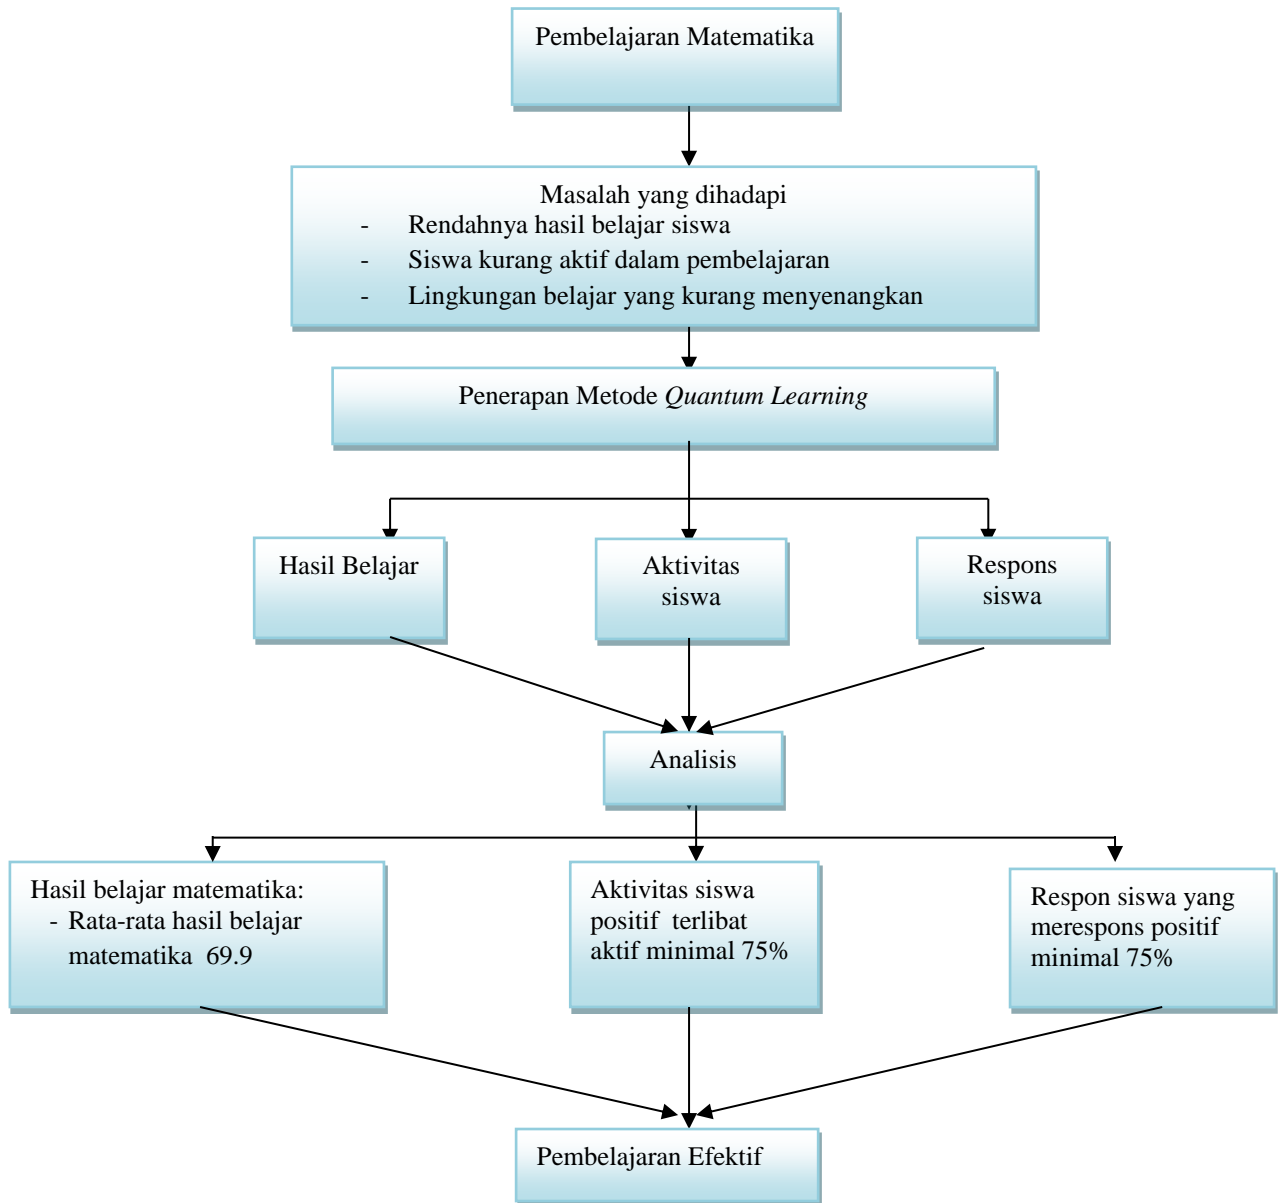 Pembelajaran Matematika
Masalah yang dihadapi
- Rendahnya hasil belajar siswa
- Siswa kurang aktif dalam pembelajaran
- Lingkungan belajar yang kurang menyenangkan
Penerapan Metode Quantum Learning
Hasil Belajar
Aktivitas
siswa
Respons
siswa
Analisis
Hasil belajar matematika:
- Rata-rata hasil belajar
matematika 69.9
Aktivitas siswa
positif terlibat
aktif minimal 75%
Respon siswa yang
merespons positif
minimal 75%
Pembelajaran Efektif